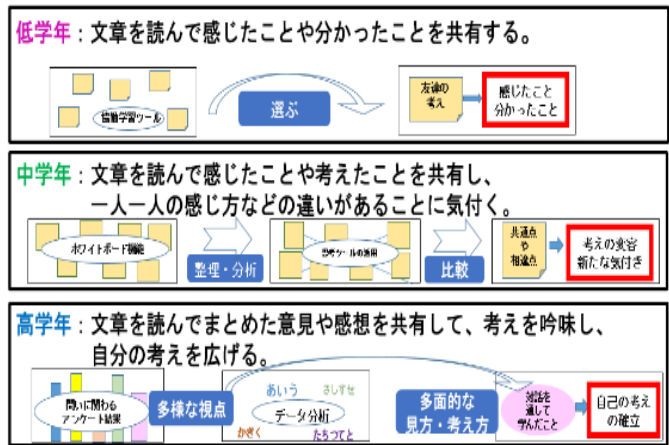 低学年：文章を読んで感じたことや分かったことを共有する。
協働学習ツール
選ぶ
友達の
考え
感じたこと
分かったこと
中学年：文章を読んで感じたことや考えたことを共有し、
一人一人の感じ方などの違いがあることに気付く。
ホワイトボード機能
整理・分析
思考ツールの活用
比較
共通点
や
相違点
考えの変容
新たな気付き
高学年：文章を読んでまとめた意見や感想を共有して、考えを吟味し、
自分の考えを広げる。
問いに関わる
アンケート結果
多様な視点
あいう
さしすせ
データ分析
かきく
たちつてと
多面的な
見方・考え方
対話を
通して
学んだこと
自己の考え
の確立